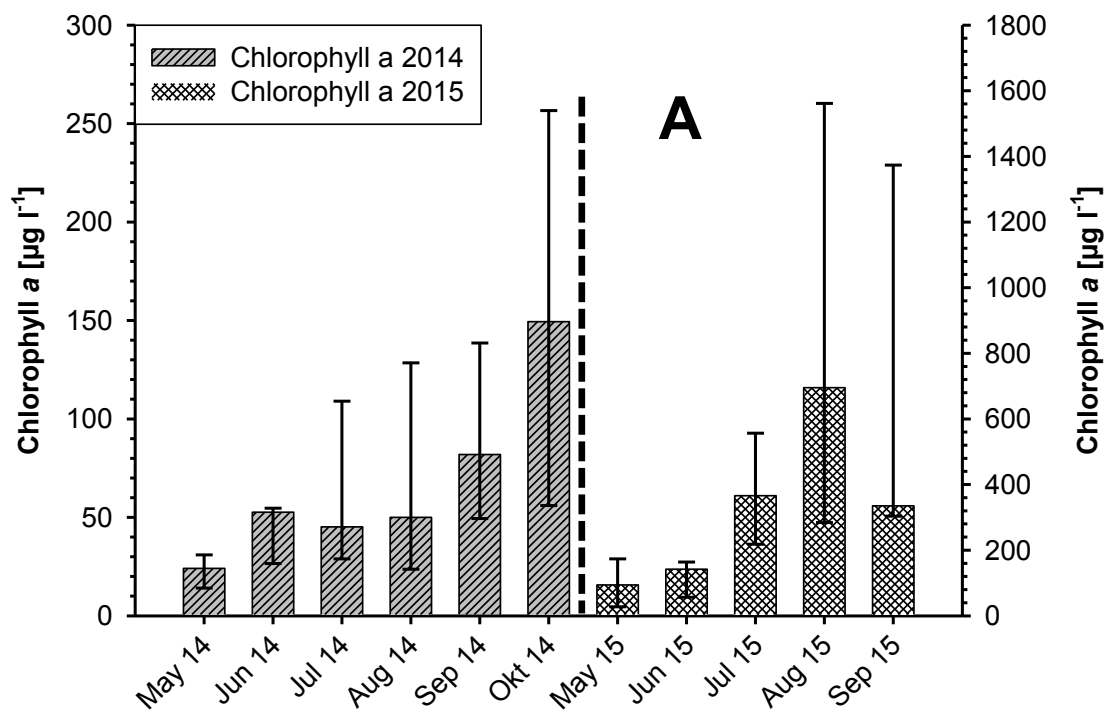 Chlorophyll a 2014
Chlorophyll a 2015
A
Chlorophyll a [µg l-1]
300
250
200
150
100
50
0
1800
1600
1400
1200
1000
800
600
400
200
0
Chlorophyll a [µg l-1]
May 14
Jun 14
Jul 14
Aug 14
Sep 14
Okt 14
May 15
Jun 15
Jul 15
Aug 15
Sep 15